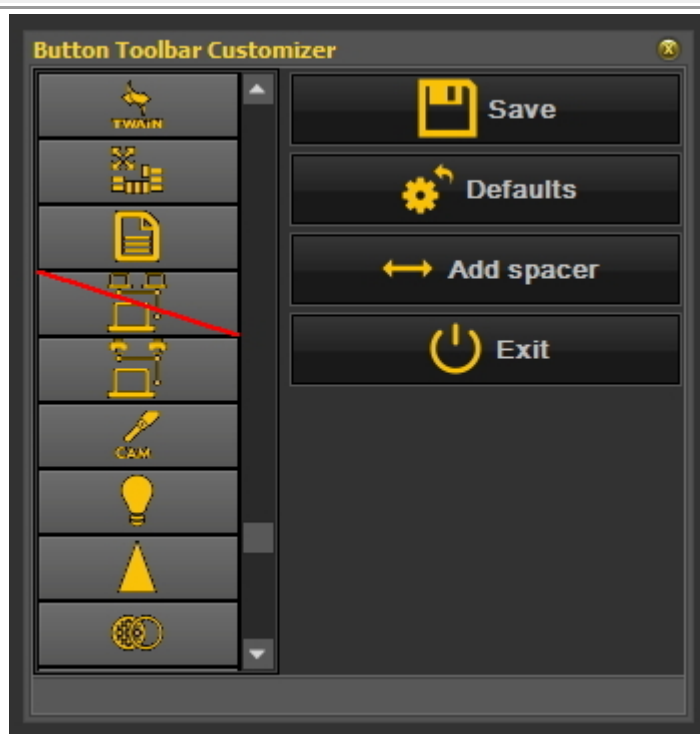 Button Toolbar Customizer
TWAIN
CAM
Save
Defaults
Add spacer
Exit